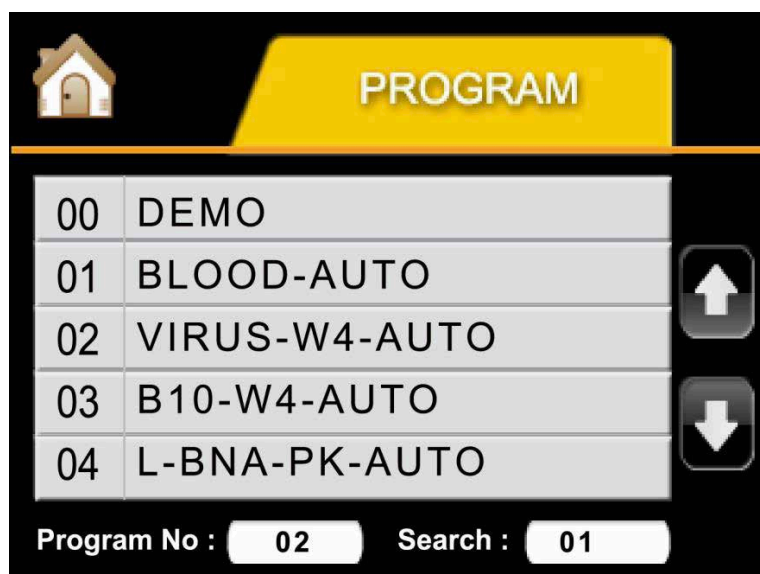 PROGRAM
00 DEMO
01 BLOOD-AUTO
02 VIRUS-W4-AUTO
03 B10-W4-AUTO
04 L-BNA-PK-AUTO
Program No : 02 Search : 01